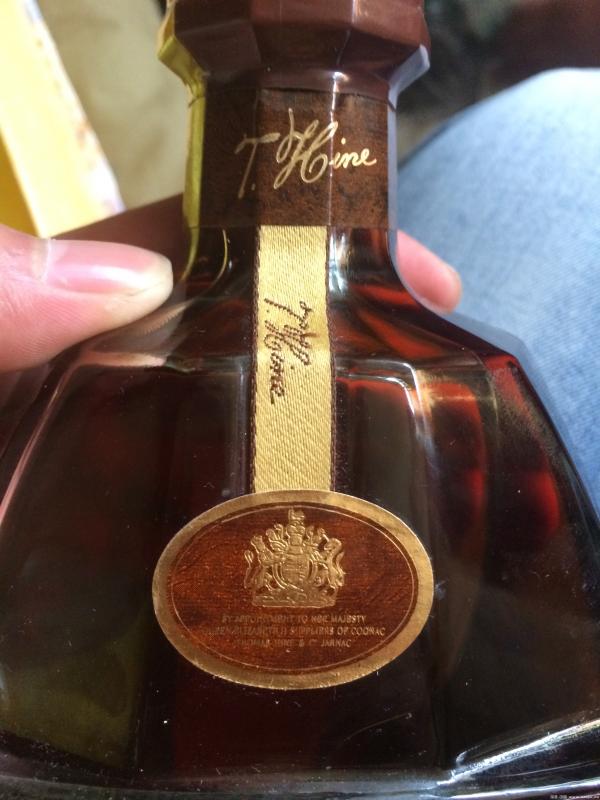 T. Hine
T. Hine
BY APPOINTMENT TO HER MAJESTY
QUEEN ELIZABETH II SUPPLIERS OF COGNAC
THOMAS HINE & Cº JARNAC